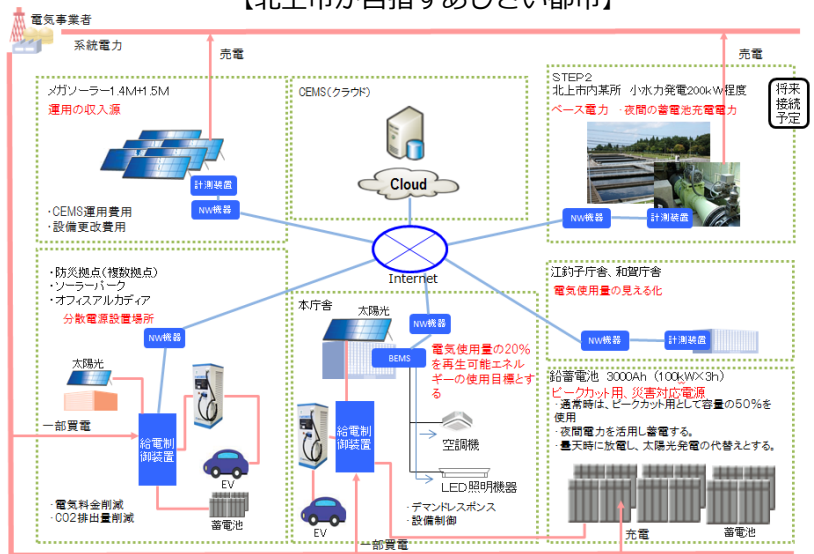 【北上市が目指すあじさい都市】
電気事業者
系統電力
売電
売電
メガソーラー1.4M+1.5M
運用の収入源
計測装置
NW機器
・CEMS運用費用
・設備更改費用
CEMS(クラウド)
Cloud
Internet
STEP2
北上市内某所 小水力発電200kW程度
ベース電力 ・夜間の蓄電池充電電力
将来
接続
予定
NW機器
計測装置
・防災拠点(複数拠点)
・ソーラーパーク
・オフィスアルカディア
分散電源設置場所
NW機器
太陽光
一部買電
給電制
御装置
EV
蓄電池
・電気料金削減
・CO2排出量削減
本庁舎
太陽光
NW機器
BEMS
電気使用量の20%
を再生可能エネル
ギーの使用目標とす
る
給電制
御装置
空調機
LED照明機器
EV
・デマンドレスポンス
・設備制御
一部買電
江釣子庁舎、和賀庁舎
電気使用量の見える化
NW機器
計測装置
鉛蓄電池 3000Ah (100kW×3h)
ピークカット用、災害対応電源
・通常時は、ピークカット用として容量の50%を
使用
・夜間電力を活用し蓄電する。
・曇天時に放電し、太陽光発電の代替えとする。
充電
蓄電池